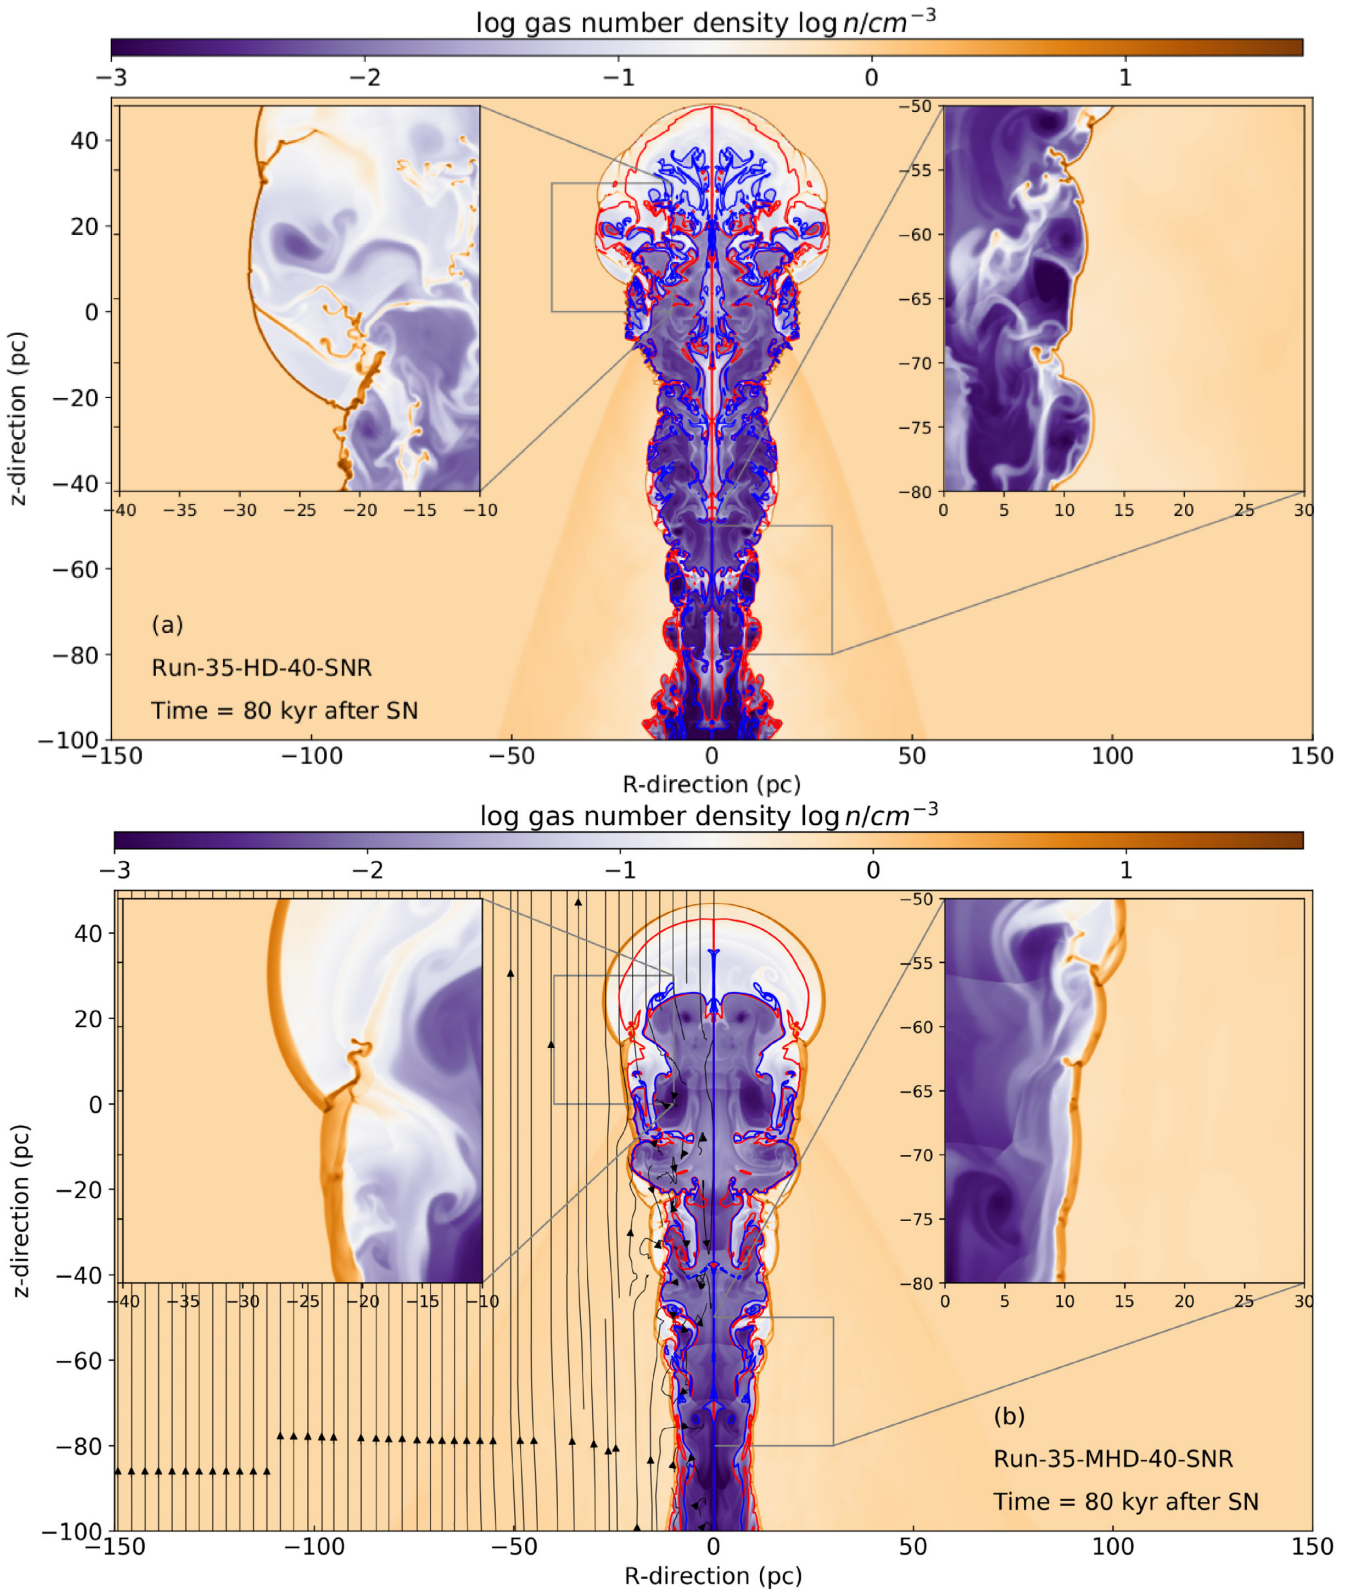 log gas number density log n/cm⁻³
−3 −2 −1 0 1
40 20 0 −20 −40 −60 −80 −100
z-direction (pc)
−40 −35 −30 −25 −20 −15 −10
−50 −55 −60 −65 −70 −75 −80
0 5 10 15 20 25 30
(a)
Run-35-HD-40-SNR
Time = 80 kyr after SN
−150 −100 −50 0 50 100 150
R-direction (pc)
log gas number density log n/cm⁻³
−3 −2 −1 0 1
40 20 0 −20 −40 −60 −80 −100
z-direction (pc)
−40 −35 −30 −25 −20 −15 −10
−50 −55 −60 −65 −70 −75 −80
0 5 10 15 20 25 30
(b)
Run-35-MHD-40-SNR
Time = 80 kyr after SN
−150 −100 −50 0 50 100 150
R-direction (pc)